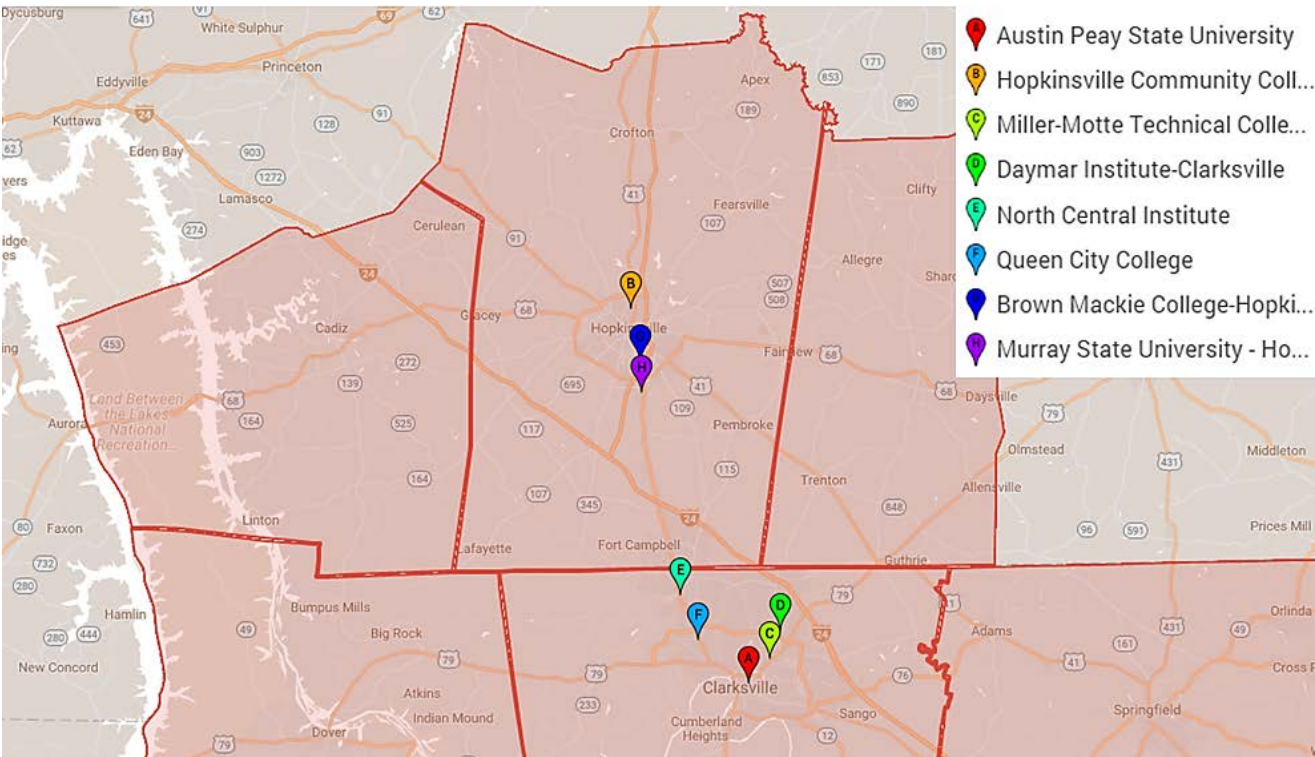 Dycusburg
641
91
White Sulphur
69
62
Princeton
Eddyville
24
Kuttawa
91
128
62
Eden Bay
903
1272
Lamasco
274
Apex
189
853
171
181
890
Crofton
41
Fearsville
107
Clifty
Cerulean
91
24
Allegre
507
508
B
68
Hopkinsville
Cadiz
453
272
139
Fairview
68
H
695
41
109
68
Daysville
79
Land Between
the Lakes
National
Recreation...
68
164
525
Aurora
117
Pembroke
Olmstead
431
Middleton
115
164
107
345
Trenton
848
Allensville
80
Faxon
Linton
24
96
591
Prices Mill
732
280
Lafayette
Fort Campbell
Guthrie
E
Hamlin
Bumpus Mills
F
D
79
Orlinda
280
444
49
Big Rock
C
24
Adams
431
49
161
New Concord
79
79
A
41
Clarksville
76
Atkins
233
Indian Mound
Sango
Springfield
Dover
Cumberland
Heights
79
12
A Austin Peay State University
B Hopkinsville Community Coll...
C Miller-Motte Technical Colle...
D Daymar Institute-Clarksville
E North Central Institute
F Queen City College
Brown Mackie College-Hopki...
H Murray State University - Ho...